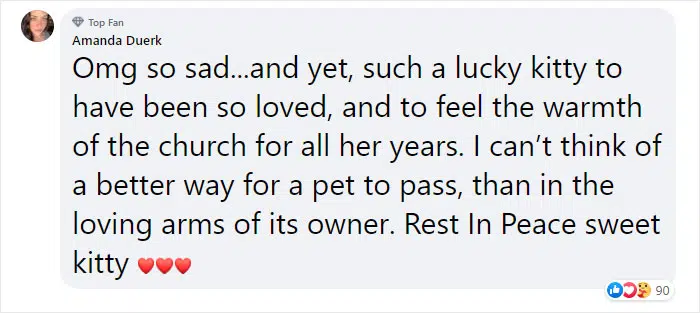 Top Fan
Amanda Duerk
Omg so sad...and yet, such a lucky kitty to
have been so loved, and to feel the warmth
of the church for all her years. I can’t think of
a better way for a pet to pass, than in the
loving arms of its owner. Rest In Peace sweet
kitty ♥♥♥
90